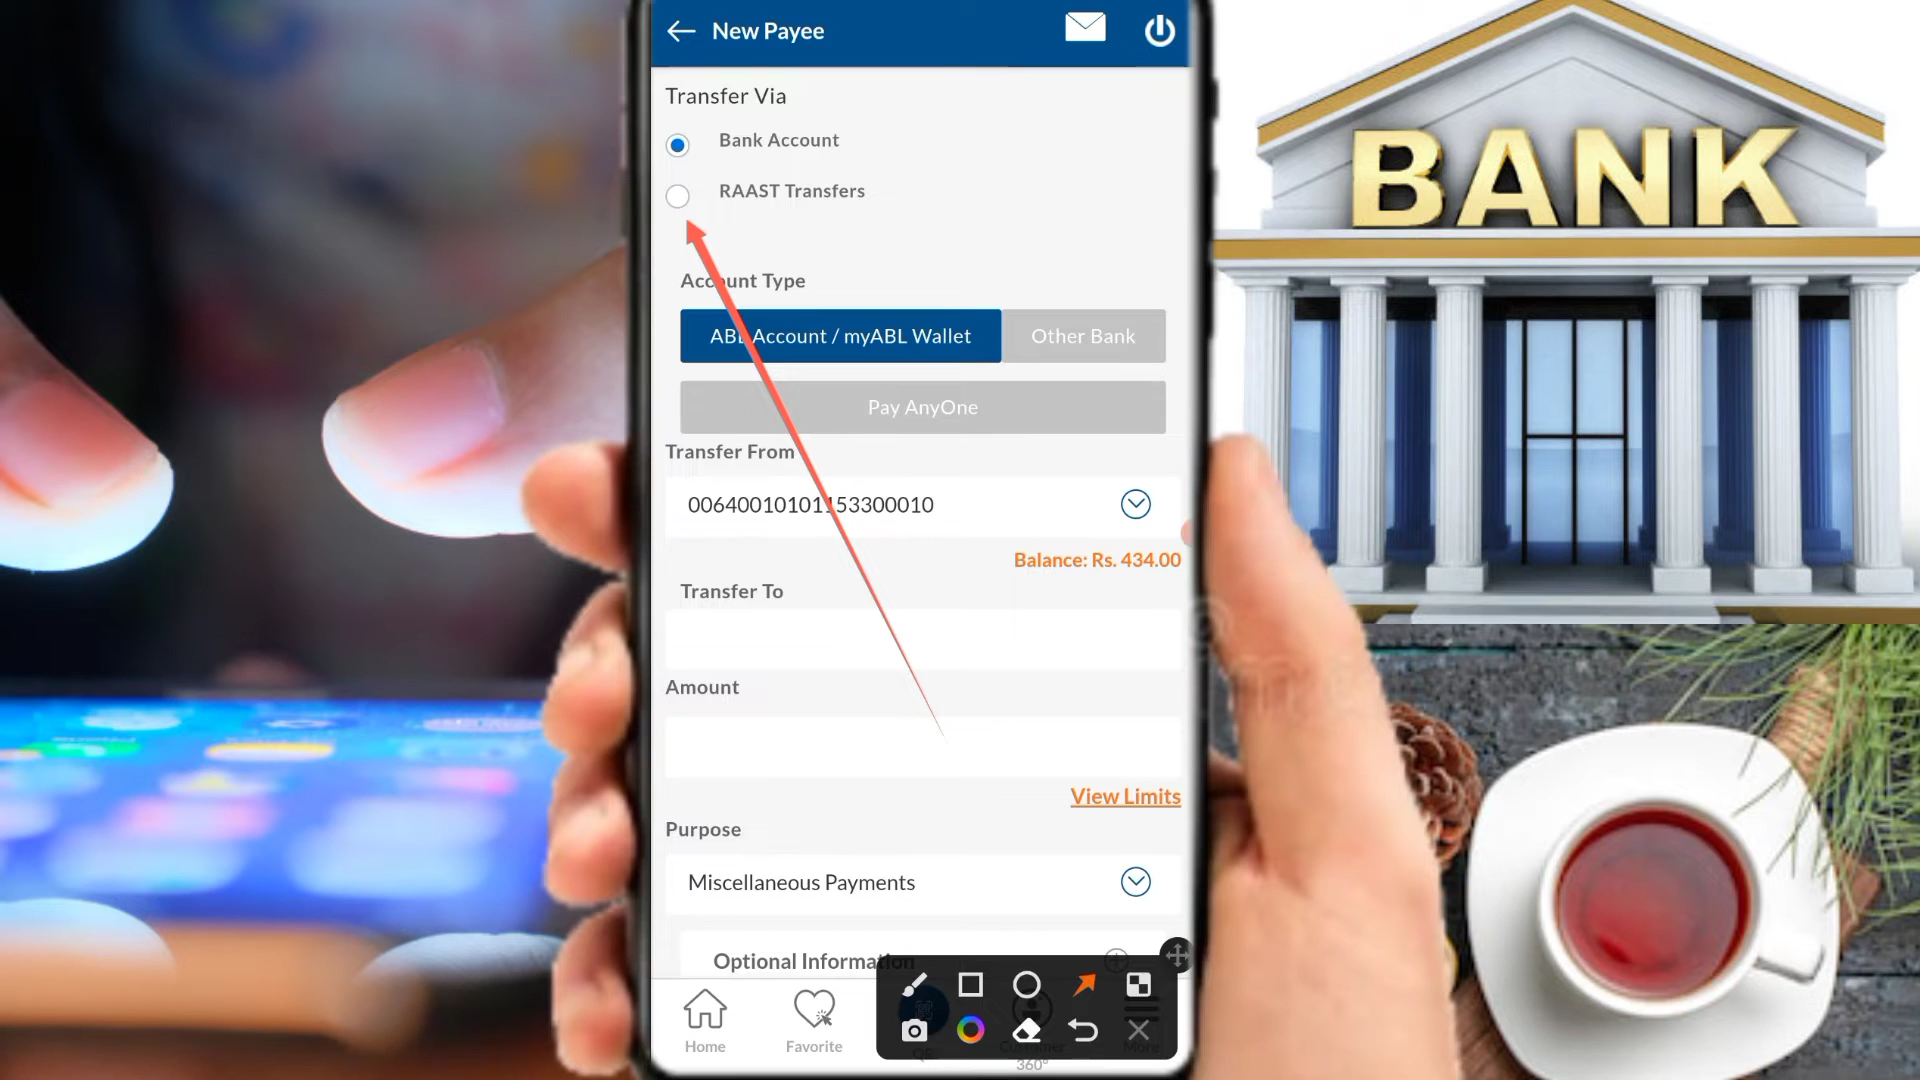 New Payee
Transfer Via
Bank Account
RAAST Transfers
Account Type
ABL Account / myABL Wallet
Other Bank
Pay AnyOne
Transfer From
00640010101153300010
Balance: Rs. 434.00
Transfer To
Amount
View Limits
Purpose
Miscellaneous Payments
Optional Information
Home
Favorite
More
360°
BANK